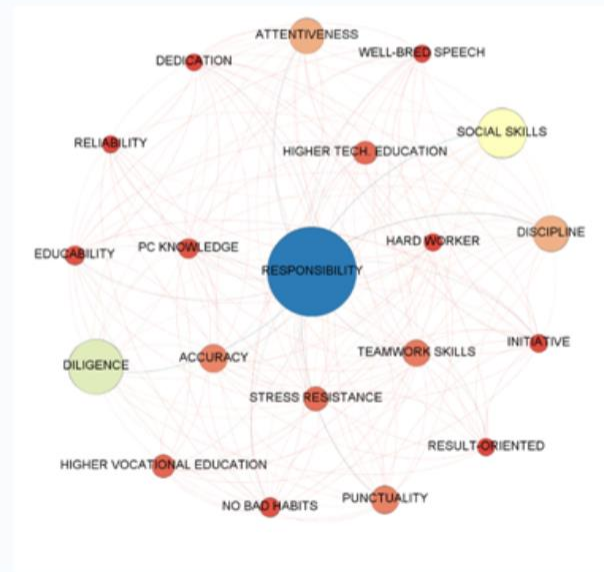 ATTENTIVENESS
WELL-BRED SPEECH
DEDICATION
SOCIAL SKILLS
RELIABILITY
HIGHER TECH. EDUCATION
DISCIPLINE
HARD WORKER
PC KNOWLEDGE
EDUCABILITY
RESPONSIBILITY
INITIATIVE
TEAMWORK SKILLS
ACCURACY
DILIGENCE
STRESS RESISTANCE
RESULT-ORIENTED
HIGHER VOCATIONAL EDUCATION
PUNCTUALITY
NO BAD HABITS